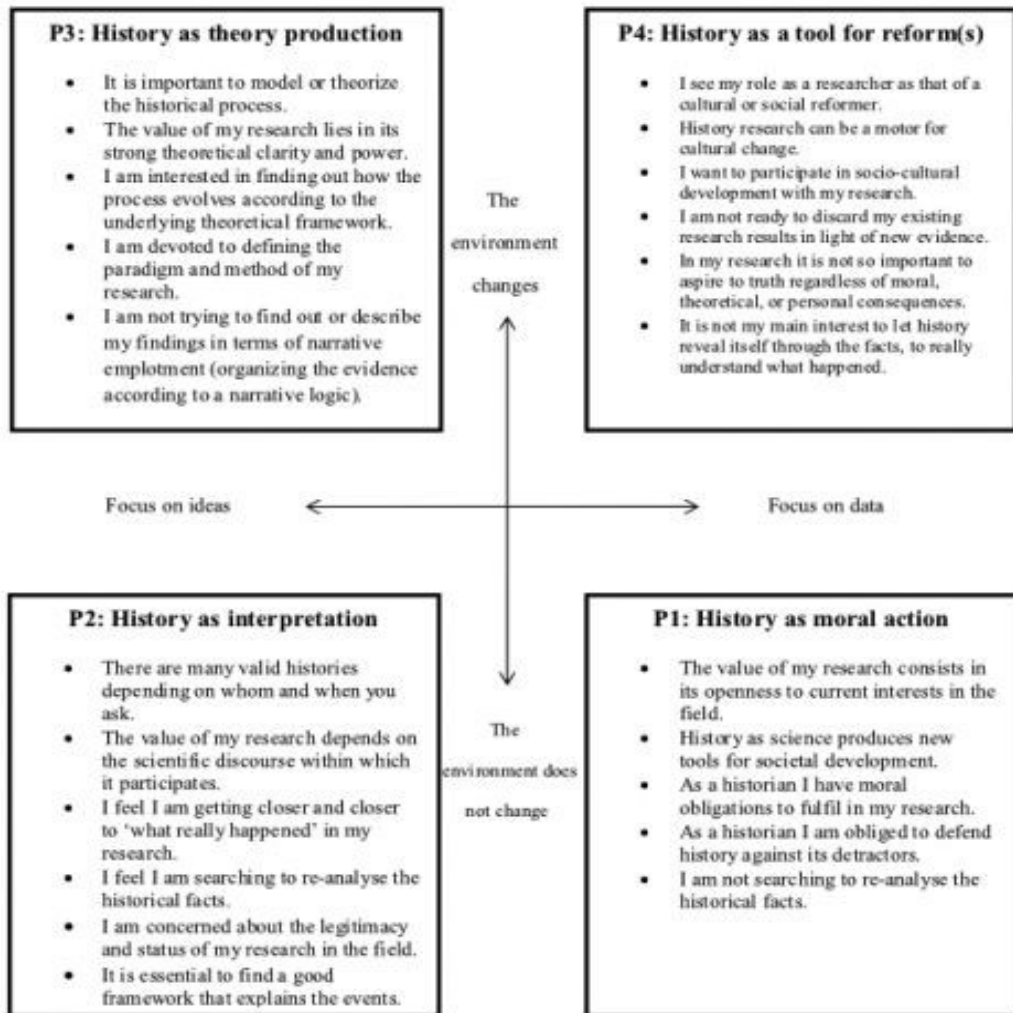 P3: History as theory production
• It is important to model or theorize
the historical process.
• The value of my research lies in its
strong theoretical clarity and power.
• I am interested in finding out how the
process evolves according to the
underlying theoretical framework.
• I am devoted to defining the
paradigm and method of my
research.
• I am not trying to find out or describe
my findings in terms of narrative
emplotment (organizing the evidence
according to a narrative logic).
The
environment
changes
P4: History as a tool for reform(s)
• I see my role as a researcher as that of a
cultural or social reformer.
• History research can be a motor for
cultural change.
• I want to participate in socio-cultural
development with my research.
• I am not ready to discard my existing
research results in light of new evidence.
• In my research it is not so important to
aspire to truth regardless of moral,
theoretical, or personal consequences.
• It is not my main interest to let history
reveal itself through the facts, to really
understand what happened.
Focus on ideas
Focus on data
P2: History as interpretation
• There are many valid histories
depending on whom and when you
ask.
• The value of my research depends on
the scientific discourse within which
it participates.
• I feel I am getting closer and closer
to ‘what really happened’ in my
research.
• I feel I am searching to re-analyse the
historical facts.
• I am concerned about the legitimacy
and status of my research in the field.
• It is essential to find a good
framework that explains the events.
The
environment does
not change
P1: History as moral action
• The value of my research consists in
its openness to current interests in the
field.
• History as science produces new
tools for societal development.
• As a historian I have moral
obligations to fulfil in my research.
• As a historian I am obliged to defend
history against its detractors.
• I am not searching to re-analyse the
historical facts.